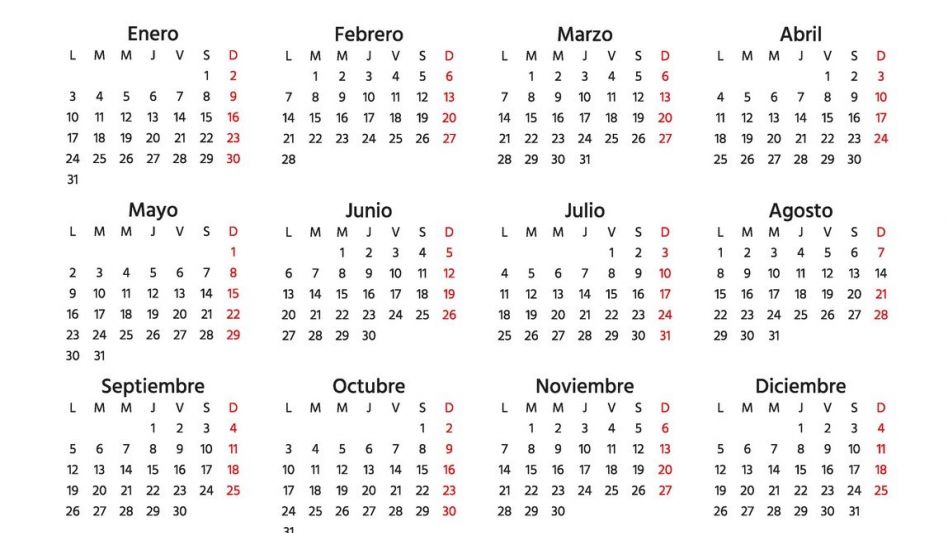 Enero
L M M J V S D
1 2
3 4 5 6 7 8 9
10 11 12 13 14 15 16
17 18 19 20 21 22 23
24 25 26 27 28 29 30
31
Febrero
L M M J V S D
1 2 3 4 5 6
7 8 9 10 11 12 13
14 15 16 17 18 19 20
21 22 23 24 25 26 27
28
Marzo
L M M J V S D
1 2 3 4 5 6
7 8 9 10 11 12 13
14 15 16 17 18 19 20
21 22 23 24 25 26 27
28 29 30 31
Abril
L M M J V S D
1 2 3
4 5 6 7 8 9 10
11 12 13 14 15 16 17
18 19 20 21 22 23 24
25 26 27 28 29 30
Mayo
L M M J V S D
1
2 3 4 5 6 7 8
9 10 11 12 13 14 15
16 17 18 19 20 21 22
23 24 25 26 27 28 29
30 31
Junio
L M M J V S D
1 2 3 4 5
6 7 8 9 10 11 12
13 14 15 16 17 18 19
20 21 22 23 24 25 26
27 28 29 30
Julio
L M M J V S D
1 2 3
4 5 6 7 8 9 10
11 12 13 14 15 16 17
18 19 20 21 22 23 24
25 26 27 28 29 30 31
Agosto
L M M J V S D
1 2 3 4 5 6 7
8 9 10 11 12 13 14
15 16 17 18 19 20 21
22 23 24 25 26 27 28
29 30 31
Septiembre
L M M J V S D
1 2 3 4
5 6 7 8 9 10 11
12 13 14 15 16 17 18
19 20 21 22 23 24 25
26 27 28 29 30
Octubre
L M M J V S D
1 2
3 4 5 6 7 8 9
10 11 12 13 14 15 16
17 18 19 20 21 22 23
24 25 26 27 28 29 30
31
Noviembre
L M M J V S D
1 2 3 4 5 6
7 8 9 10 11 12 13
14 15 16 17 18 19 20
21 22 23 24 25 26 27
28 29 30
Diciembre
L M M J V S D
1 2 3 4
5 6 7 8 9 10 11
12 13 14 15 16 17 18
19 20 21 22 23 24 25
26 27 28 29 30 31